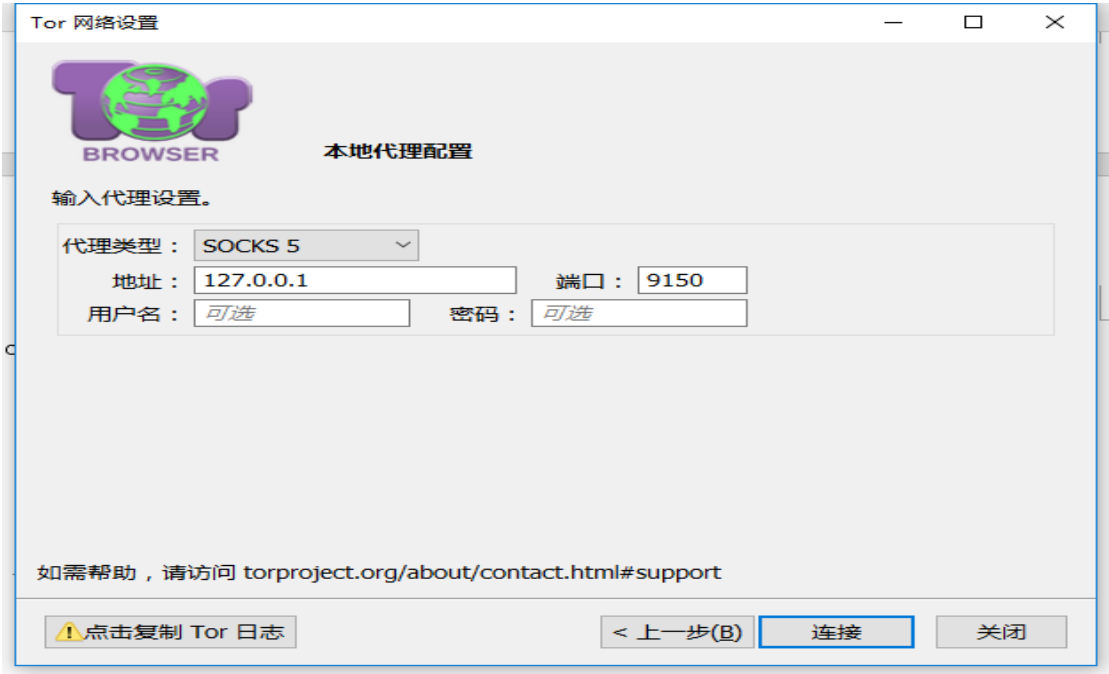 Tor 网络设置
Tor
BROWSER
本地代理配置
输入代理设置。
代理类型： SOCKS 5
地址： 127.0.0.1 端口： 9150
用户名： 可选 密码： 可选
如需帮助，请访问 torproject.org/about/contact.html#support
点击复制 Tor 日志 < 上一步(B) 连接 关闭